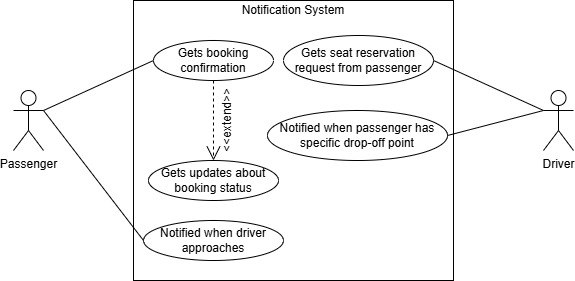 Notification System
Gets booking
confirmation
Gets seat reservation
request from passenger
<<extend>>
Notified when passenger has
specific drop-off point
Passenger
Driver
Gets updates about
booking status
Notified when driver
approaches